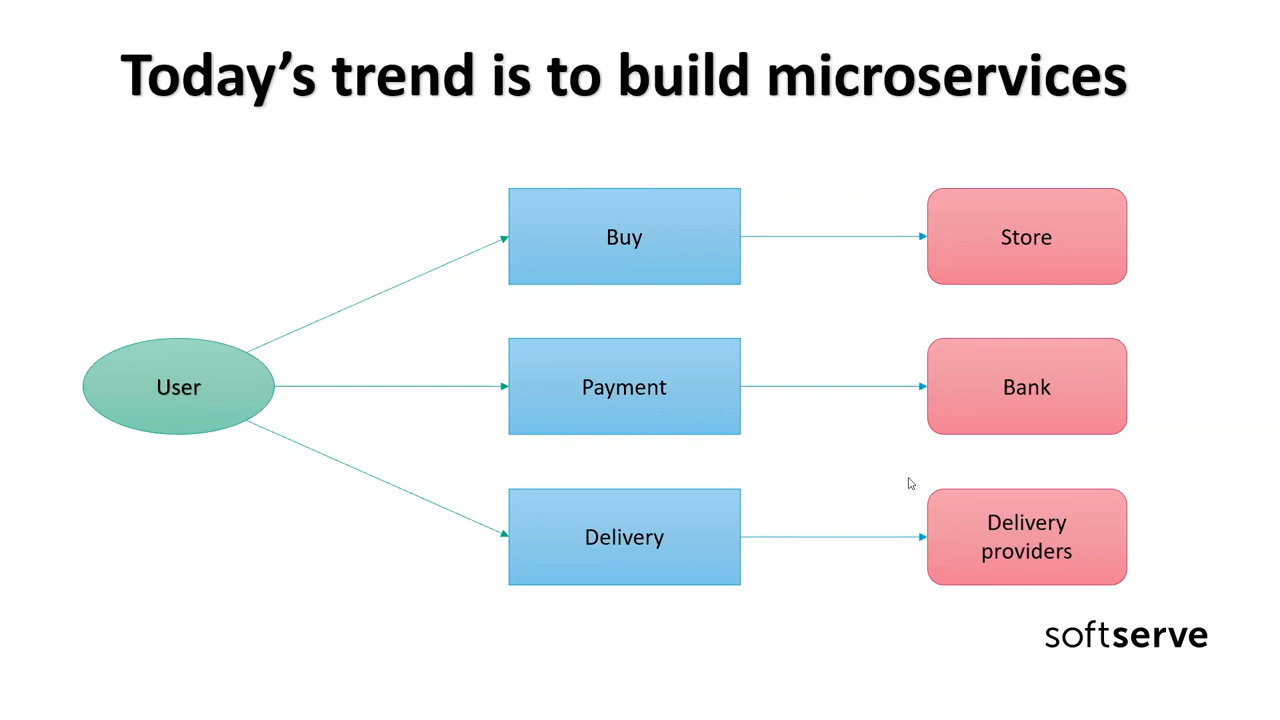 Today’s trend is to build microservices
Buy
Store
User
Payment
Bank
Delivery
Delivery
providers
softserve